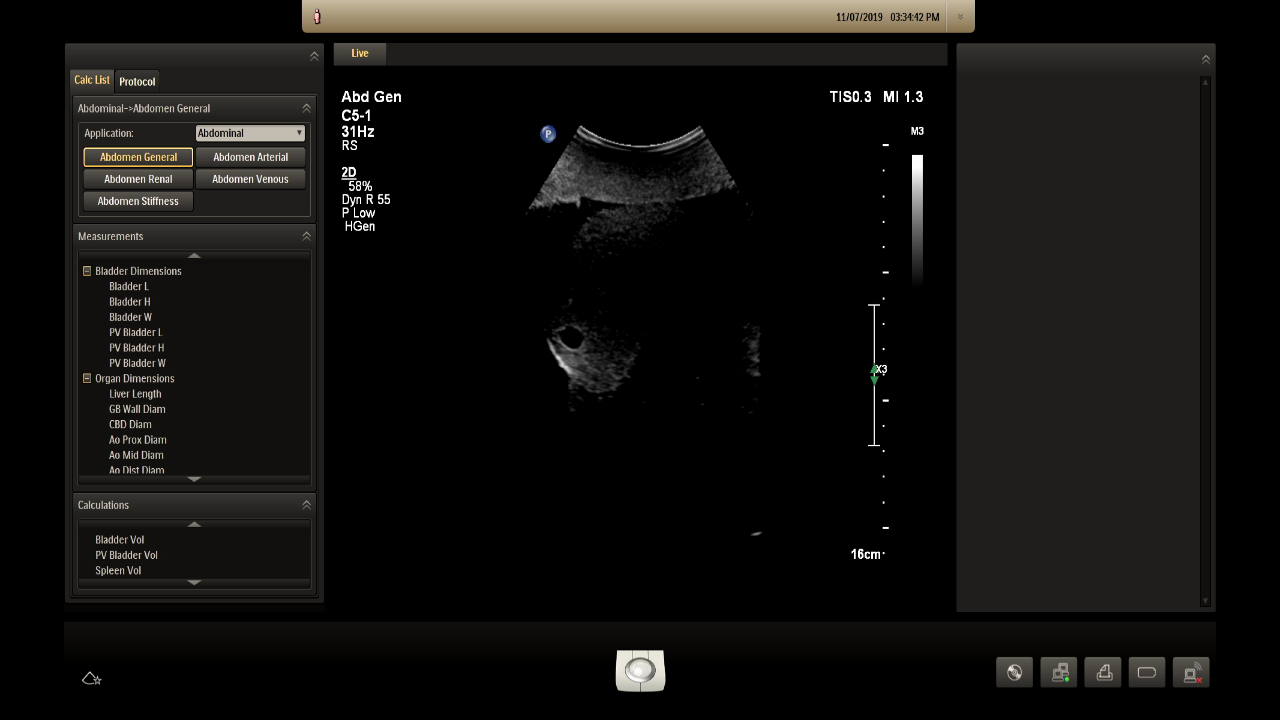 11/07/2019 03:34:42 PM
Live
Calc List Protocol
Abdominal->Abdomen General
Application: Abdominal
Abdomen General Abdomen Arterial
Abdomen Renal Abdomen Venous
Abdomen Stiffness
Measurements
Bladder Dimensions
Bladder L
Bladder H
Bladder W
PV Bladder L
PV Bladder H
PV Bladder W
Organ Dimensions
Liver Length
GB Wall Diam
CBD Diam
Ao Prox Diam
Ao Mid Diam
Ao Dist Diam
Calculations
Bladder Vol
PV Bladder Vol
Spleen Vol
Abd Gen
C5-1
31Hz
RS
2D
58%
Dyn R 55
P Low
HGen
P
TIS0.3 MI 1.3
M3
X3
16cm